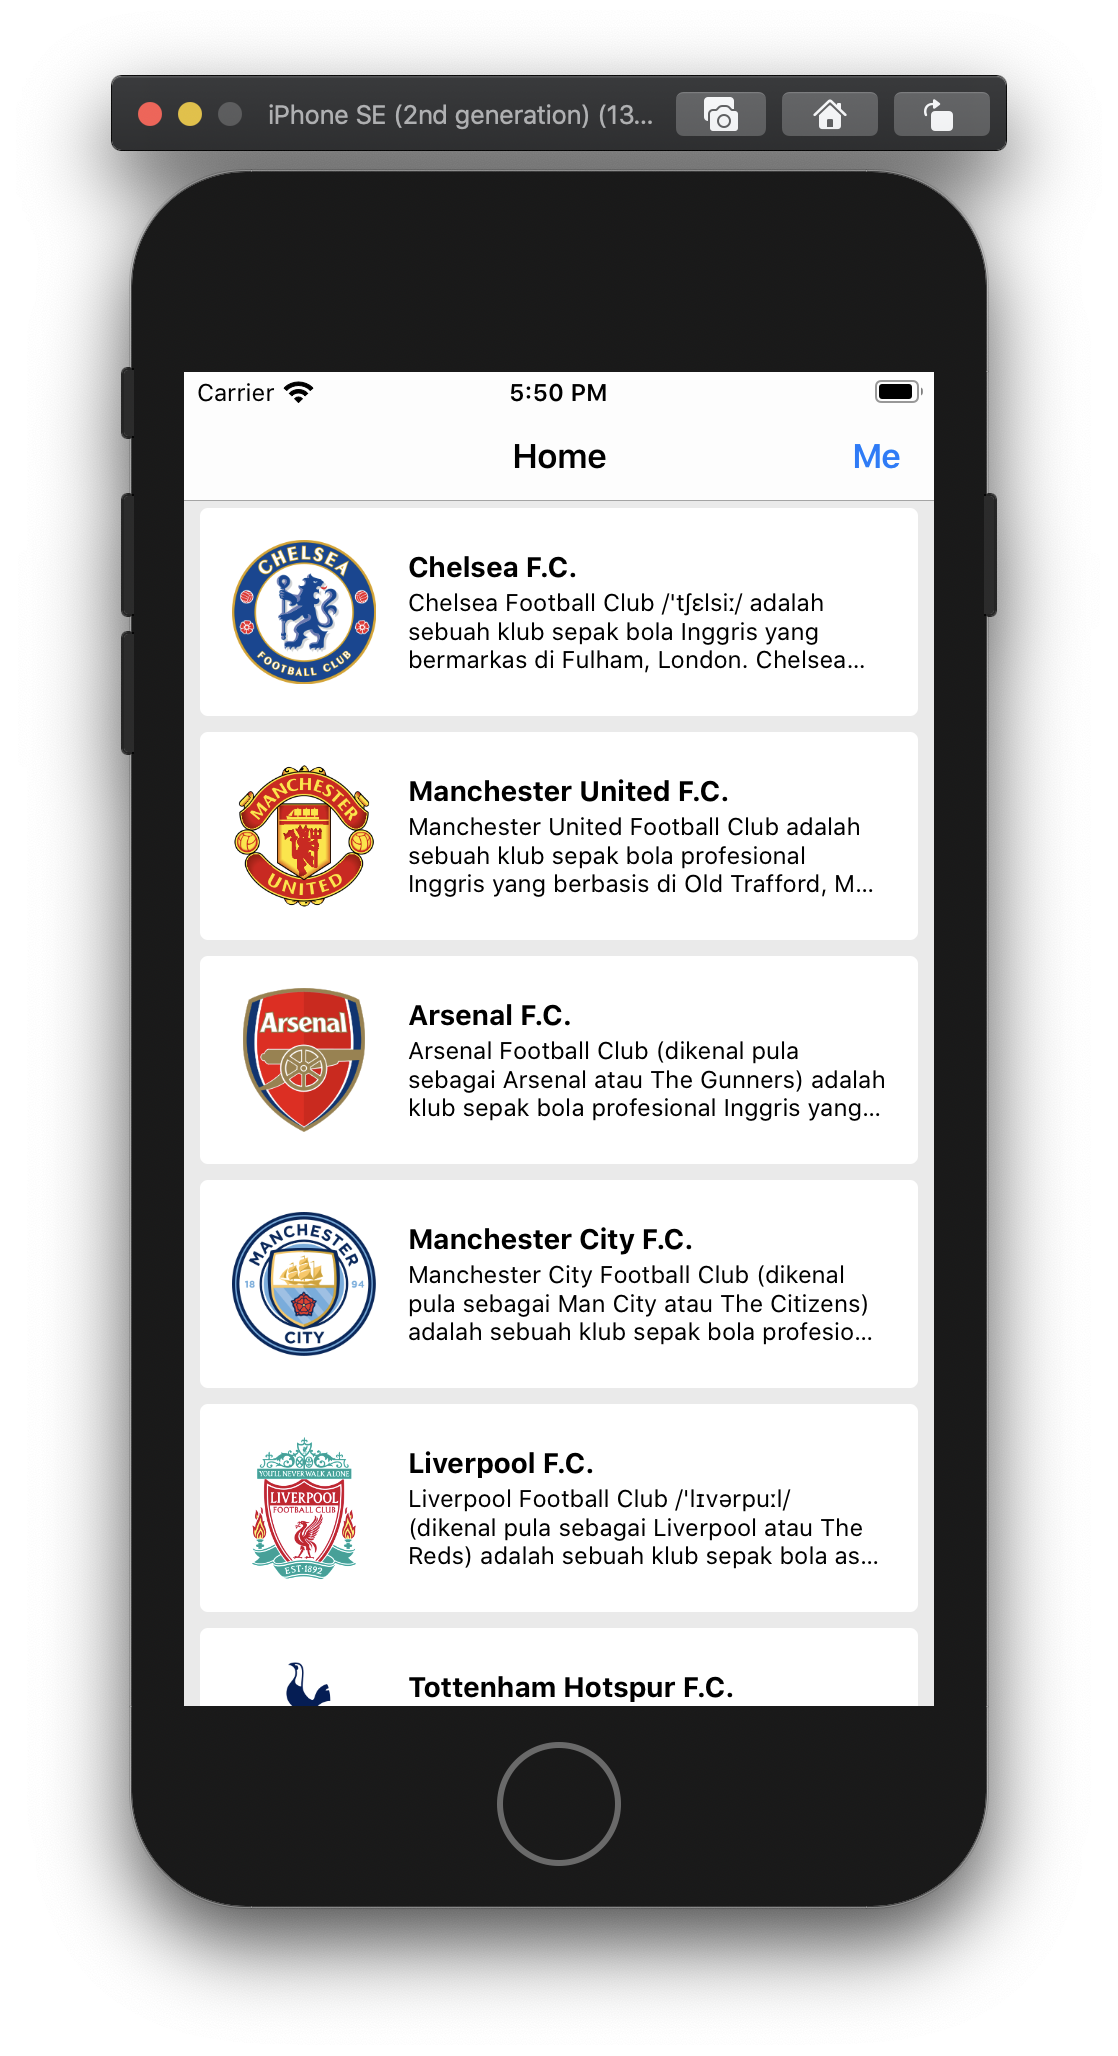 iPhone SE (2nd generation) (13...
Carrier
5:50 PM
Home
Me
CHELSEA
FOOTBALL CLUB
Chelsea F.C.
Chelsea Football Club /ˈtʃɛlsiː/ adalah
sebuah klub sepak bola Inggris yang
bermarkas di Fulham, London. Chelsea...
MANCHESTER
UNITED
Manchester United F.C.
Manchester United Football Club adalah
sebuah klub sepak bola profesional
Inggris yang berbasis di Old Trafford, M...
Arsenal
Arsenal F.C.
Arsenal Football Club (dikenal pula
sebagai Arsenal atau The Gunners) adalah
klub sepak bola profesional Inggris yang...
MANCHESTER
18 94
CITY
Manchester City F.C.
Manchester City Football Club (dikenal
pula sebagai Man City atau The Citizens)
adalah sebuah klub sepak bola profesio...
YOU'LL NEVER WALK ALONE
LIVERPOOL
FOOTBALL CLUB
EST·1892
Liverpool F.C.
Liverpool Football Club /ˈlɪvərpuːl/
(dikenal pula sebagai Liverpool atau The
Reds) adalah sebuah klub sepak bola as...
Tottenham Hotspur F.C.